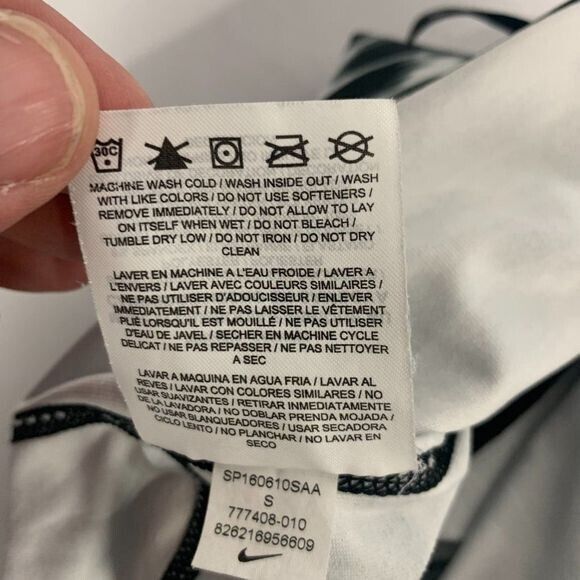 30C
MACHINE WASH COLD / WASH INSIDE OUT / WASH
WITH LIKE COLORS / DO NOT USE SOFTENERS /
REMOVE IMMEDIATELY / DO NOT ALLOW TO LAY
ON ITSELF WHEN WET / DO NOT BLEACH /
TUMBLE DRY LOW / DO NOT IRON / DO NOT DRY
CLEAN
LAVER EN MACHINE A L'EAU FROIDE / LAVER A
L'ENVERS / LAVER AVEC COULEURS SIMILAIRES /
NE PAS UTILISER D'ADOUCISSEUR / ENLEVER
IMMEDIATEMENT / NE PAS LAISSER LE VÊTEMENT
PLIÉ LORSQU'IL EST MOUILLÉ / NE PAS UTILISER
D'EAU DE JAVEL / SECHER EN MACHINE CYCLE
DELICAT / NE PAS REPASSER / NE PAS NETTOYER
A SEC
LAVAR A MAQUINA EN AGUA FRIA / LAVAR AL
REVES / LAVAR CON COLORES SIMILARES / NO
USAR SUAVIZANTES / RETIRAR INMEDIATAMENTE
DE LA LAVADORA / NO DOBLAR PRENDA MOJADA /
NO USAR BLANQUEADORES / USAR SECADORA
CICLO LENTO / NO PLANCHAR / NO LAVAR EN
SECO
SP160610SAA
S
777408-010
826216956609